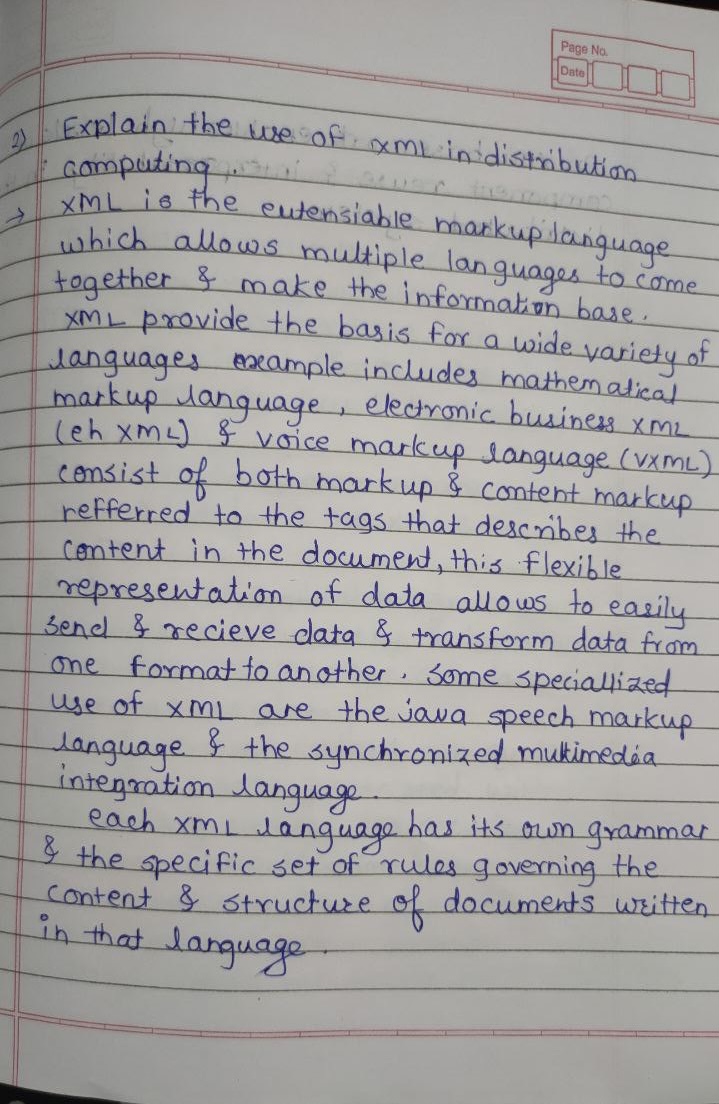 Page No.
Date
2) Explain the use of XML in distribution
computing.
→ XML is the eutensiable markup language
which allows multiple languages to come
together & make the information base.
XML provide the basis for a wide variety of
languages example includes mathematical
markup language, electronic business XML
(eh XML) & voice markup language (VXML)
consist of both markup & content markup
refferred to the tags that describes the
content in the document, this flexible
representation of data allows to easily
send & recieve data & transform data from
one format to another. Some speciallized
use of XML are the java speech markup
language & the synchronized mukimedia
integration language.
each XML language has its own grammar
& the specific set of rules governing the
content & structure of documents written
in that language.